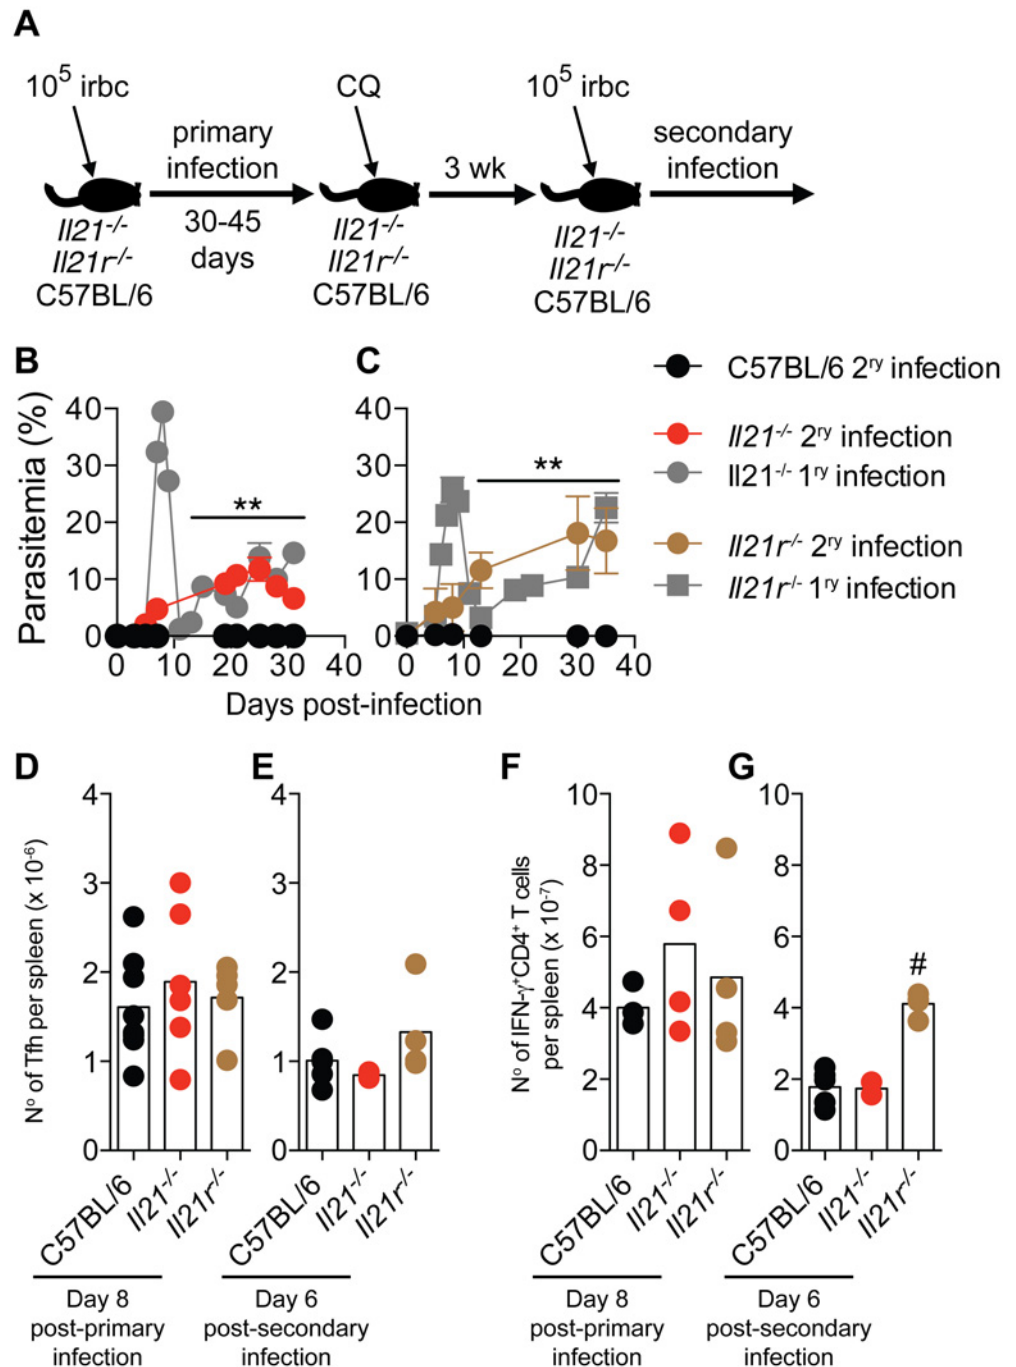 A
10⁵ irbc
CQ
10⁵ irbc
primary
infection
3 wk
secondary
infection
30-45
days
Il21-/-
Il21r-/-
C57BL/6
Il21-/-
Il21r-/-
C57BL/6
Il21-/-
Il21r-/-
C57BL/6
B
C
Parasitemia (%)
40
30
20
10
0
**
0 10 20 30 40
40
30
20
10
0
**
0 10 20 30 40
Days post-infection
C57BL/6 2ry infection
Il21-/- 2ry infection
Il21-/- 1ry infection
Il21r-/- 2ry infection
Il21r-/- 1ry infection
D
Nº of Tfh per spleen (x 10-6)
4
3
2
1
0
C57BL/6
Il21-/-
Il21r-/-
Day 8
post-primary
infection
E
4
3
2
1
0
C57BL/6
Il21-/-
Il21r-/-
Day 6
post-secondary
infection
F
Nº of IFN-γ+CD4+ T cells
per spleen (x 10-7)
10
8
6
4
2
0
C57BL/6
Il21-/-
Il21r-/-
Day 8
post-primary
infection
G
10
8
6
4
2
0
#
C57BL/6
Il21-/-
Il21r-/-
Day 6
post-secondary
infection